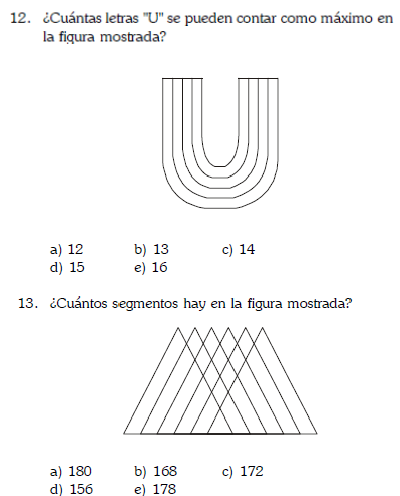 12. ¿Cuántas letras "U" se pueden contar como máximo en
la figura mostrada?
a) 12 b) 13 c) 14
d) 15 e) 16
13. ¿Cuántos segmentos hay en la figura mostrada?
a) 180 b) 168 c) 172
d) 156 e) 178